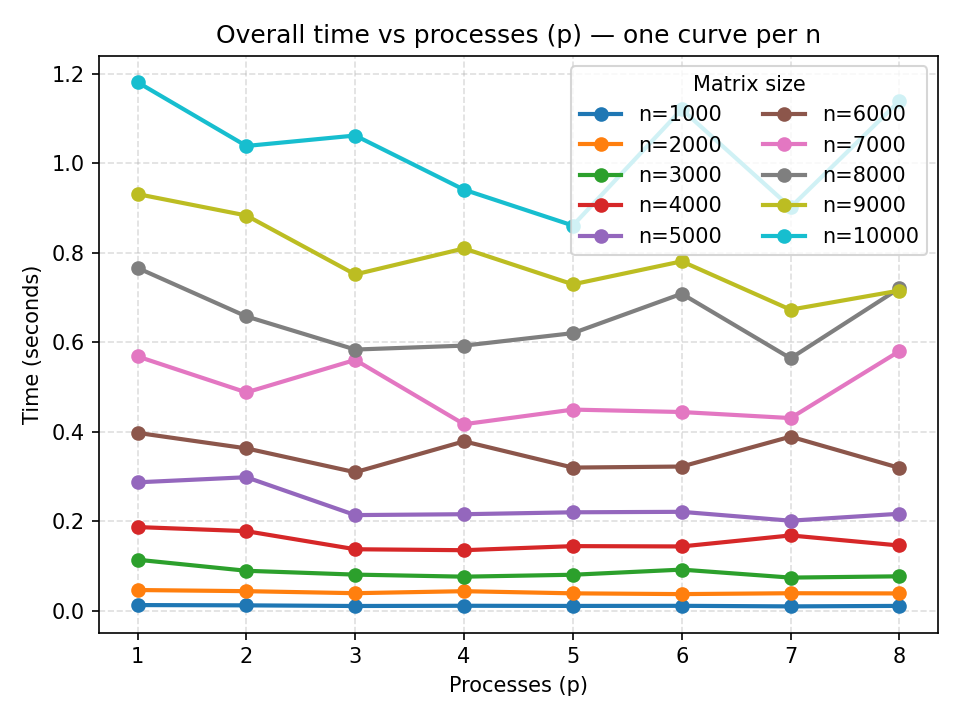 Overall time vs processes (p) — one curve per n
Time (seconds)
1.2
1.0
0.8
0.6
0.4
0.2
0.0
Matrix size
n=1000 n=6000
n=2000 n=7000
n=3000 n=8000
n=4000 n=9000
n=5000 n=10000
1 2 3 4 5 6 7 8
Processes (p)